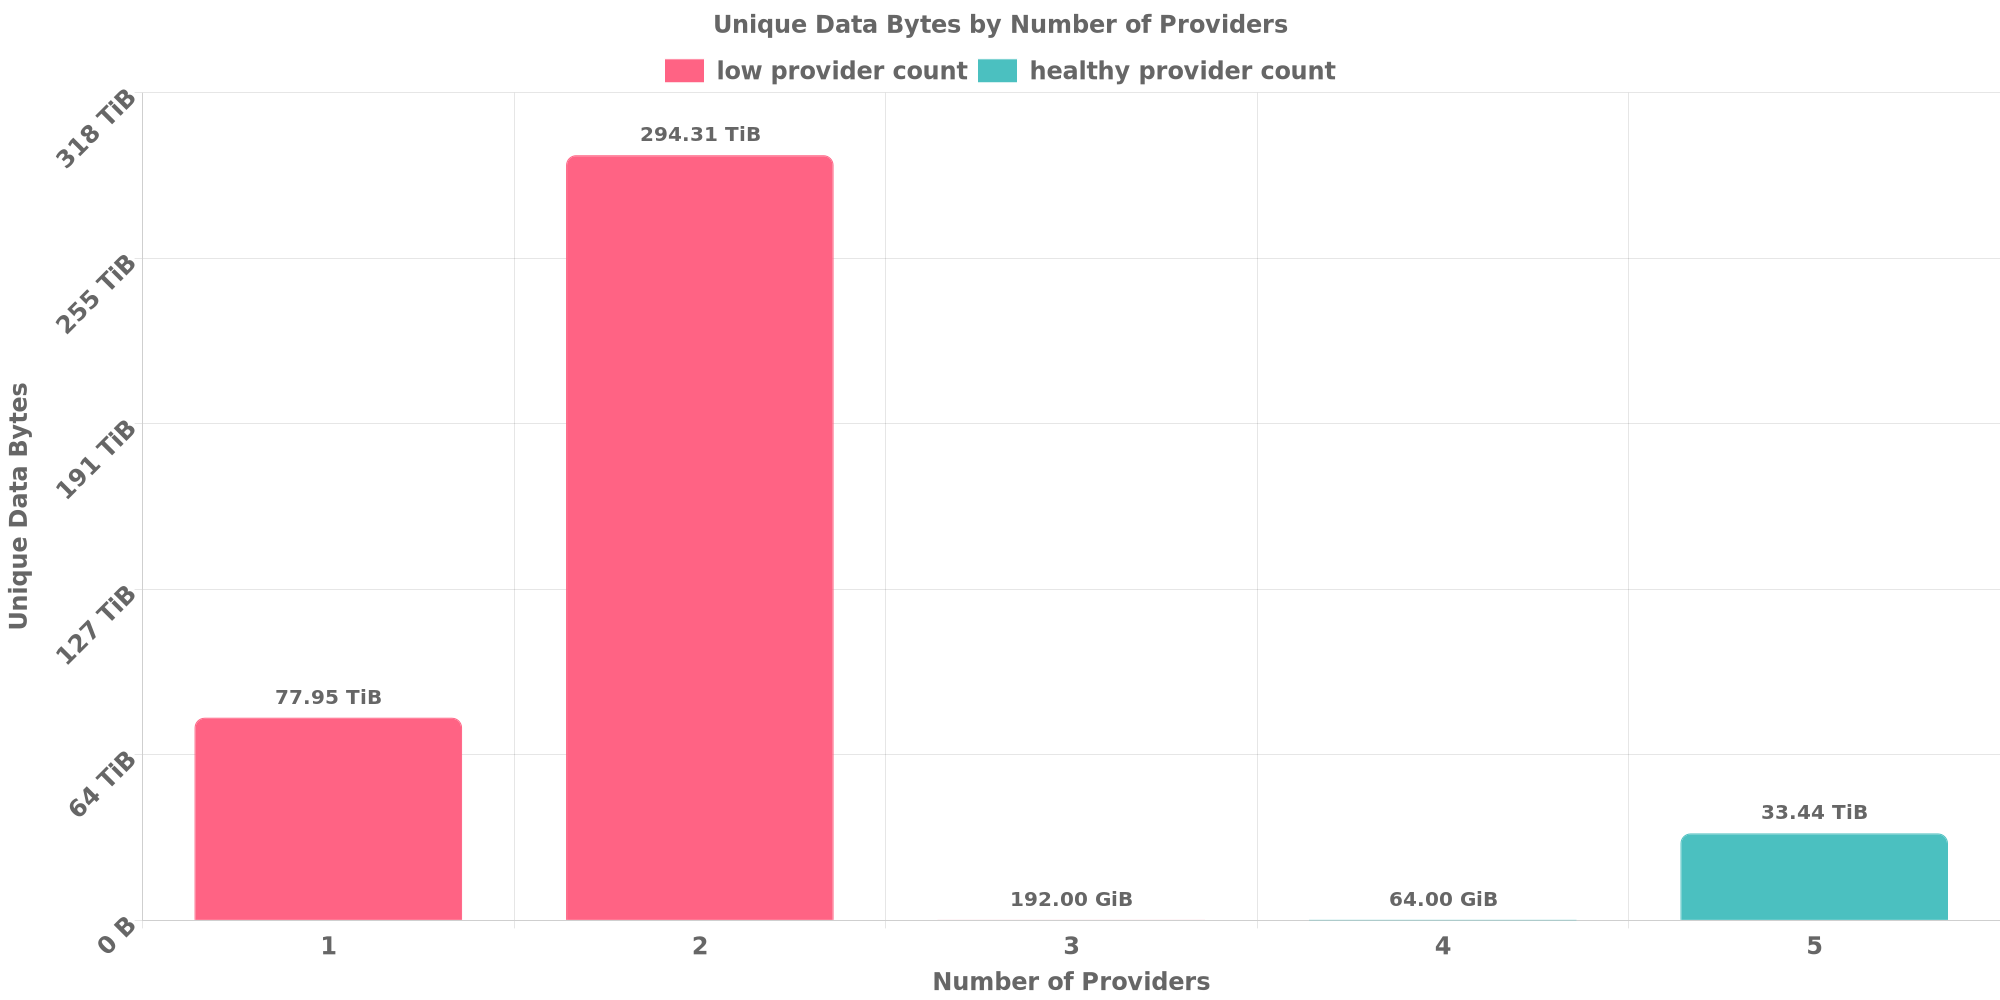 Unique Data Bytes by Number of Providers
low provider count healthy provider count
318 TiB
255 TiB
191 TiB
127 TiB
64 TiB
0 B
Unique Data Bytes
77.95 TiB
294.31 TiB
192.00 GiB
64.00 GiB
33.44 TiB
1 2 3 4 5
Number of Providers